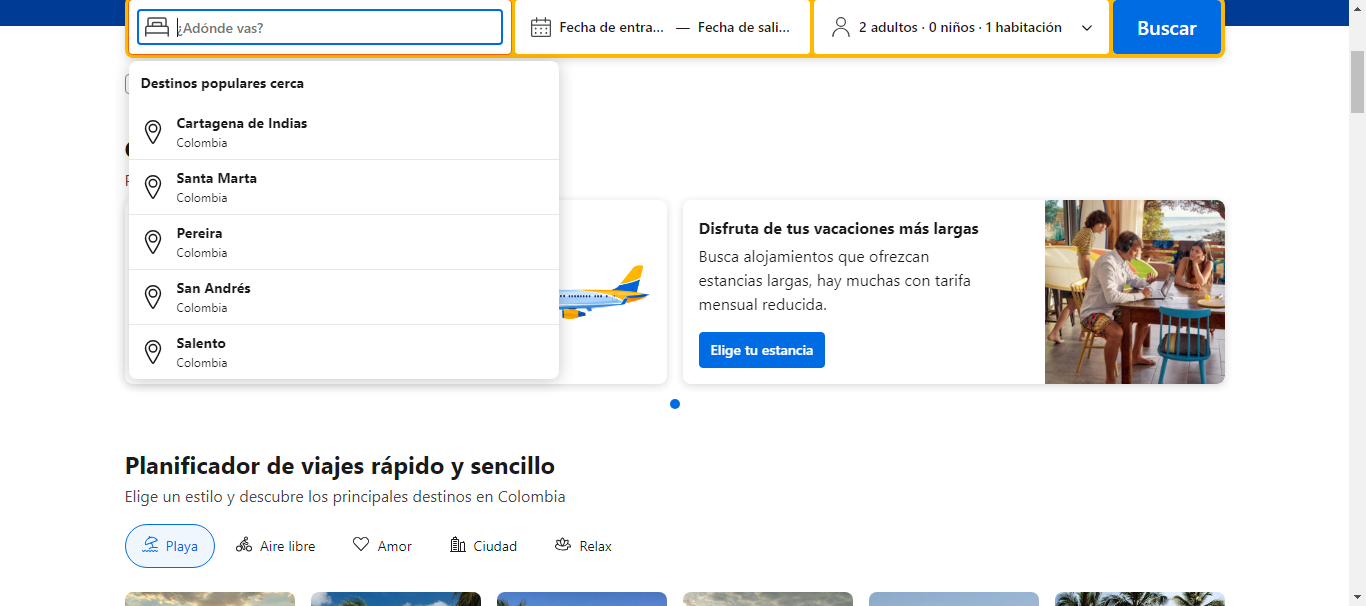 ¿Adónde vas?
Fecha de entra... — Fecha de sali...
2 adultos · 0 niños · 1 habitación
Buscar
Destinos populares cerca
Cartagena de Indias
Colombia
Santa Marta
Colombia
Pereira
Colombia
San Andrés
Colombia
Salento
Colombia
Disfruta de tus vacaciones más largas
Busca alojamientos que ofrezcan
estancias largas, hay muchas con tarifa
mensual reducida.
Elige tu estancia
Planificador de viajes rápido y sencillo
Elige un estilo y descubre los principales destinos en Colombia
Playa
Aire libre
Amor
Ciudad
Relax